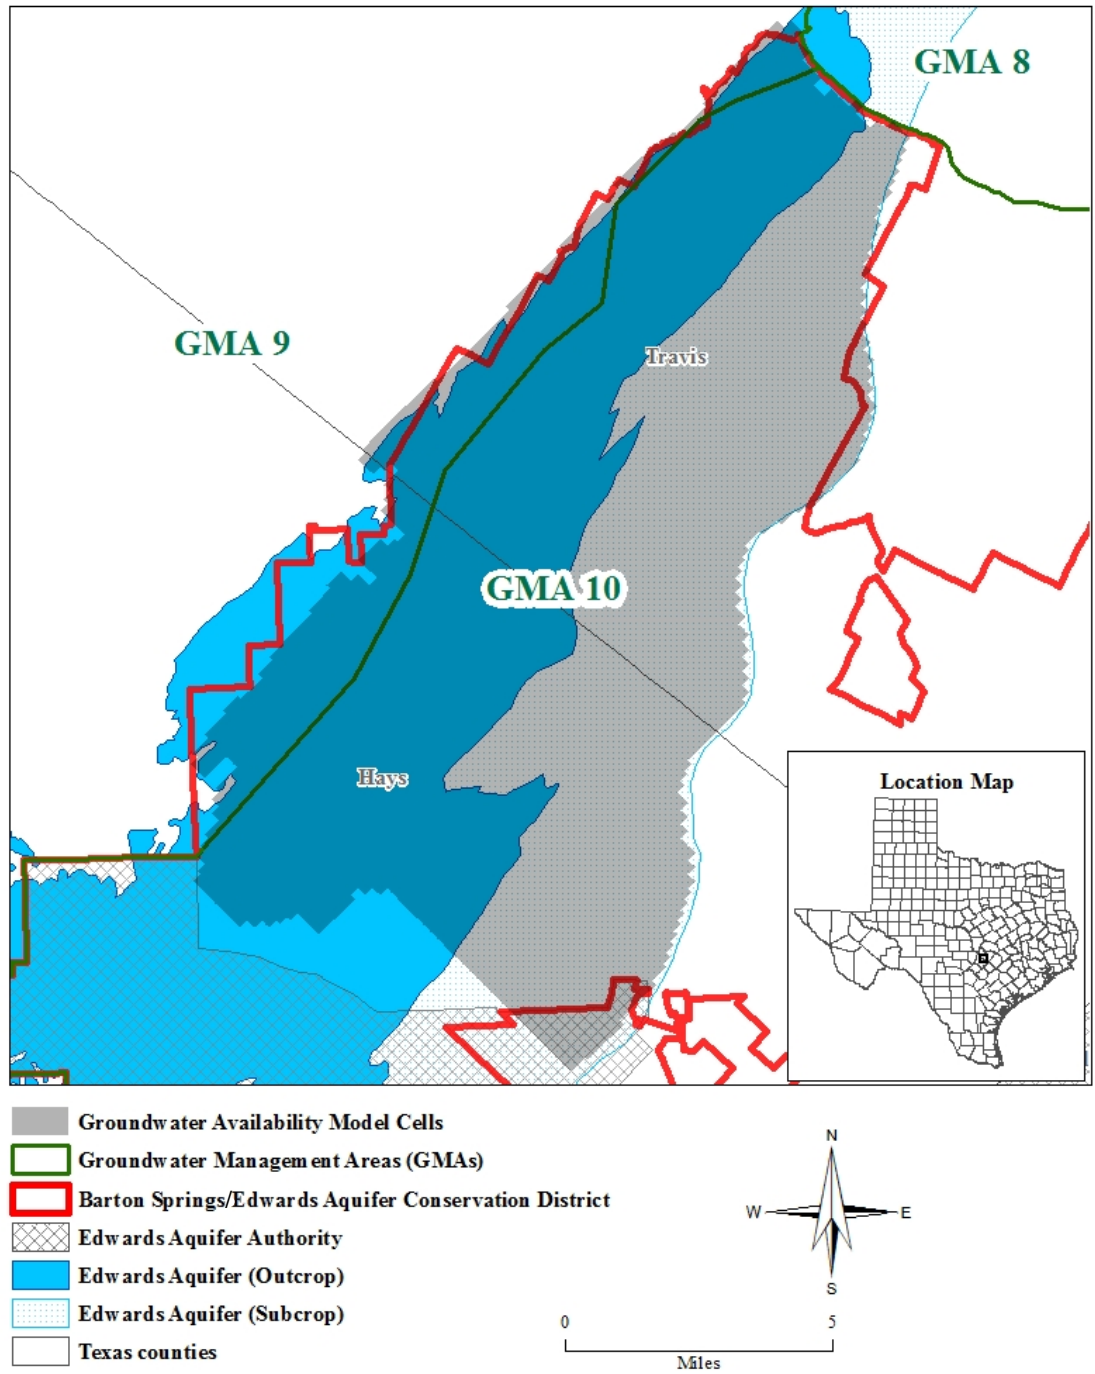 GMA 8
GMA 9
Travis
GMA 10
Hays
Location Map
Groundwater Availability Model Cells
Groundwater Management Areas (GMAs)
Barton Springs/Edwards Aquifer Conservation District
Edwards Aquifer Authority
Edwards Aquifer (Outcrop)
Edwards Aquifer (Subcrop)
Texas counties
N
W E
S
0 5
Miles